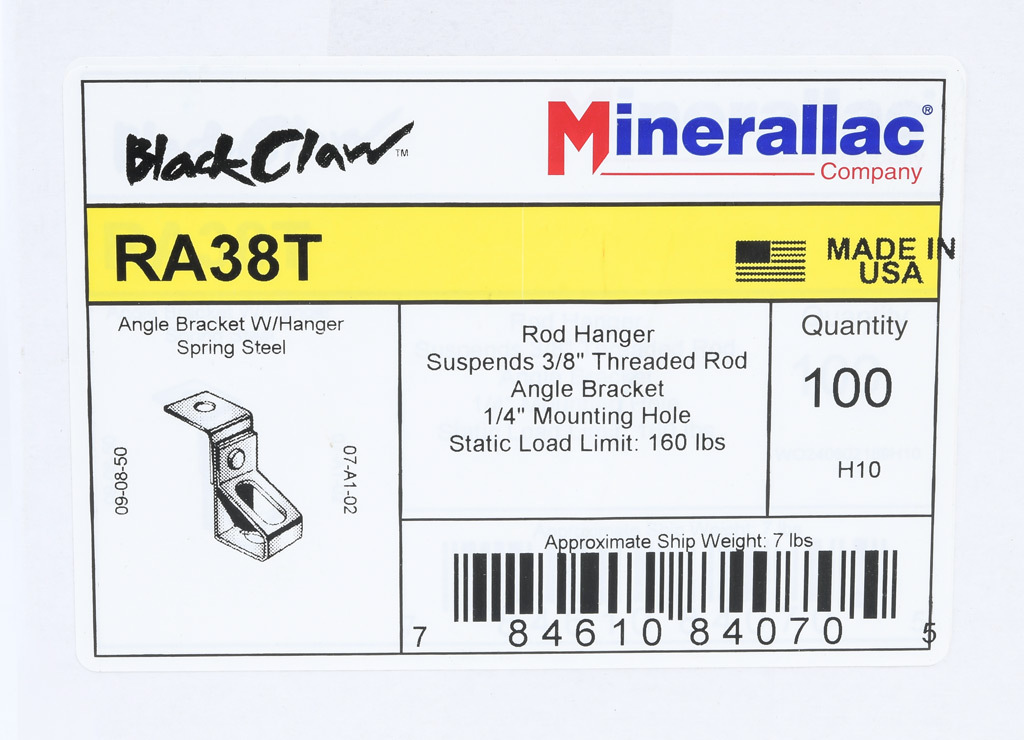 Black Claw™
Minerallac®
Company
RA38T
MADE IN
USA
Angle Bracket W/Hanger
Spring Steel
09-08-50
07-A1-02
Rod Hanger
Suspends 3/8" Threaded Rod
Angle Bracket
1/4" Mounting Hole
Static Load Limit: 160 lbs
Quantity
100
H10
Approximate Ship Weight: 7 lbs
7 84610 84070 5